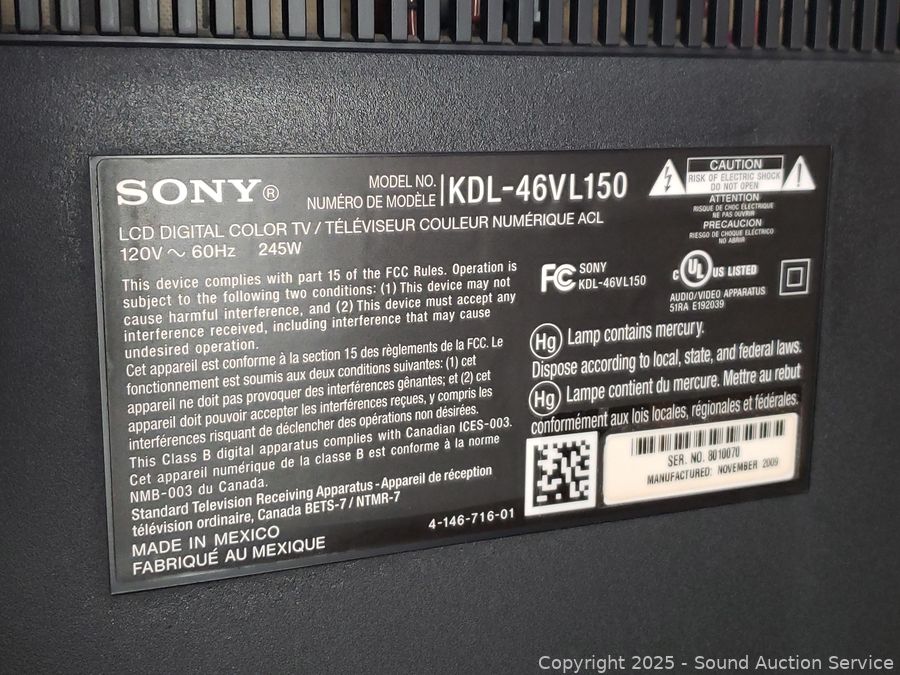 SONY®
MODEL NO.
NUMÉRO DE MODÈLE
KDL-46VL150
LCD DIGITAL COLOR TV / TÉLÉVISEUR COULEUR NUMÉRIQUE ACL
120V ~ 60Hz 245W
CAUTION
RISK OF ELECTRIC SHOCK
DO NOT OPEN
ATTENTION
RISQUE DE CHOC ÉLECTRIQUE
NE PAS OUVRIR
PRECAUCION
RIESGO DE CHOQUE ELÉCTRICO
NO ABRIR
This device complies with part 15 of the FCC Rules. Operation is
subject to the following two conditions: (1) This device may not
cause harmful interference, and (2) This device must accept any
interference received, including interference that may cause
undesired operation.
Cet appareil est conforme à la section 15 des règlements de la FCC. Le
fonctionnement est soumis aux deux conditions suivantes: (1) cet
appareil ne doit pas provoquer des interférences gênantes; et (2) cet
appareil doit pouvoir accepter les interférences reçues, y compris les
interférences risquant de déclencher des opérations non désirées.
This Class B digital apparatus complies with Canadian ICES-003.
Cet appareil numérique de la classe B est conforme à la norme
NMB-003 du Canada.
Standard Television Receiving Apparatus - Appareil de réception
télévision ordinaire, Canada BETS-7 / NTMR-7
MADE IN MEXICO
FABRIQUÉ AU MEXIQUE
4-146-716-01
FC SONY
KDL-46VL150
C UL US LISTED
AUDIO/VIDEO APPARATUS
51RA E192039
Hg Lamp contains mercury.
Dispose according to local, state, and federal laws.
Hg Lampe contient du mercure. Mettre au rebut
conformément aux lois locales, régionales et fédérales.
SER. NO. 8010070
MANUFACTURED: NOVEMBER 2009
Copyright © 2025 - Sound Auction Service